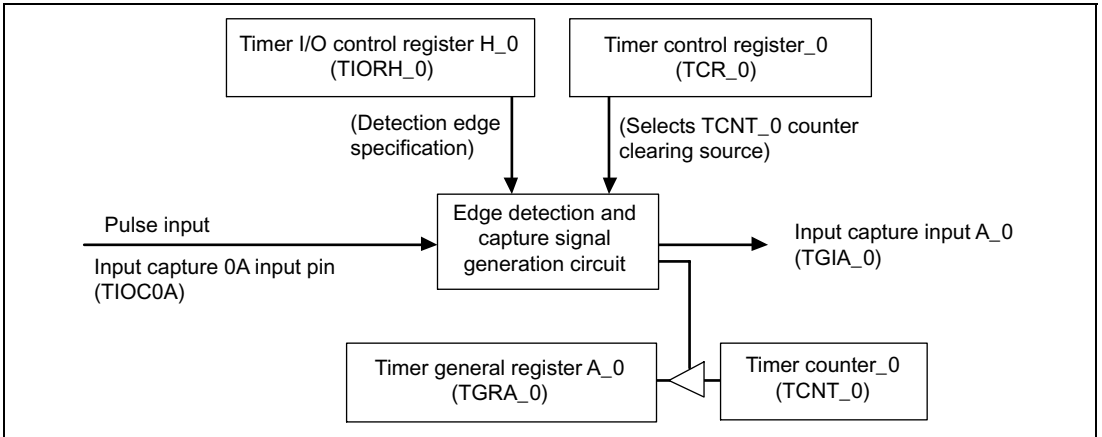 Timer I/O control register H_0
(TIORH_0)
Timer control register_0
(TCR_0)
(Detection edge
specification)
(Selects TCNT_0 counter
clearing source)
Pulse input
Input capture 0A input pin
(TIOC0A)
Edge detection and
capture signal
generation circuit
Input capture input A_0
(TGIA_0)
Timer general register A_0
(TGRA_0)
Timer counter_0
(TCNT_0)